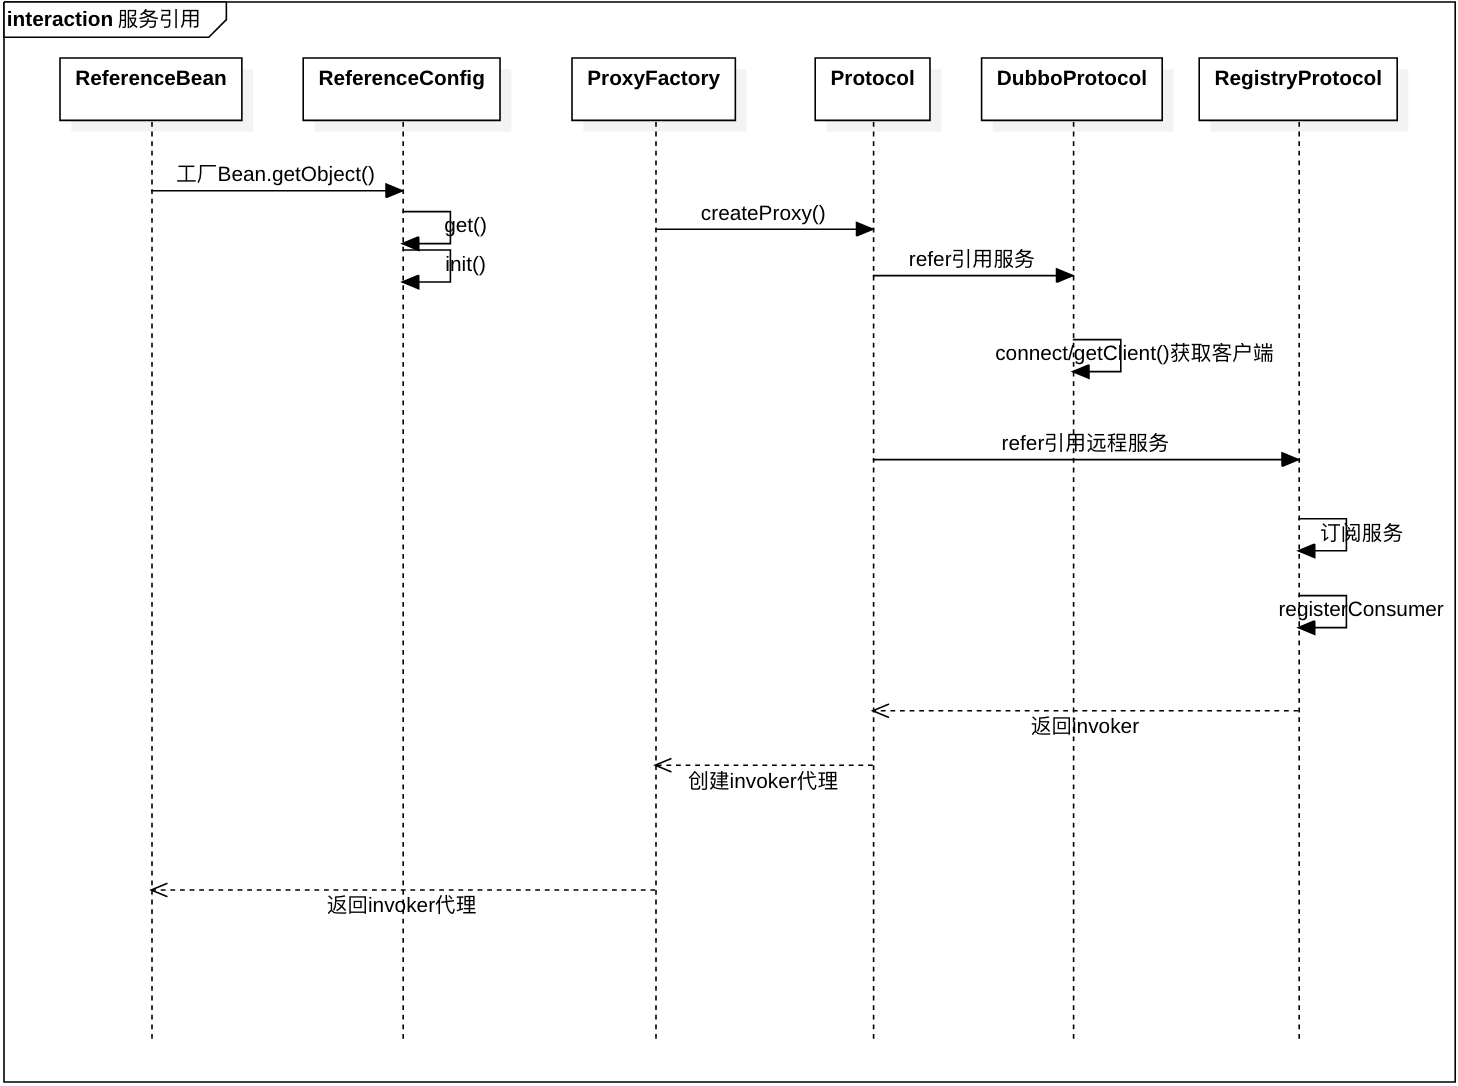 interaction 服务引用
ReferenceBean
ReferenceConfig
ProxyFactory
Protocol
DubboProtocol
RegistryProtocol
工厂Bean.getObject()
get()
createProxy()
init()
refer引用服务
connect/getClient()获取客户端
refer引用远程服务
订阅服务
registerConsumer
返回invoker
创建invoker代理
返回invoker代理